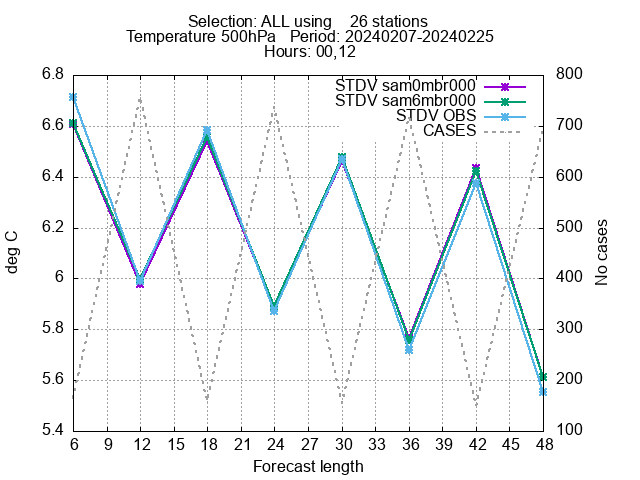 Selection: ALL using 26 stations
Temperature 500hPa Period: 20240207-20240225
Hours: 00,12
STDV sam0mbr000
STDV sam6mbr000
STDV OBS
CASES
6.8
6.6
6.4
6.2
6
5.8
5.6
5.4
deg C
800
700
600
500
400
300
200
100
No cases
6 9 12 15 18 21 24 27 30 33 36 39 42 45 48
Forecast length